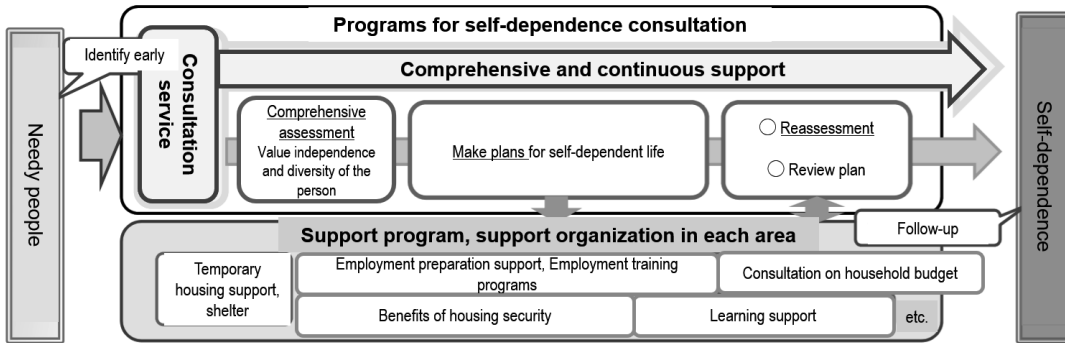 Programs for self-dependence consultation
Identify early
Comprehensive and continuous support
Needy people
Consultation
service
Comprehensive
assessment
Value independence
and diversity of the
person
Make plans for self-dependent life
○ Reassessment
○ Review plan
Self-dependence
Follow-up
Support program, support organization in each area
Temporary
housing support,
shelter
Employment preparation support, Employment training
programs
Consultation on household budget
Benefits of housing security
Learning support
etc.